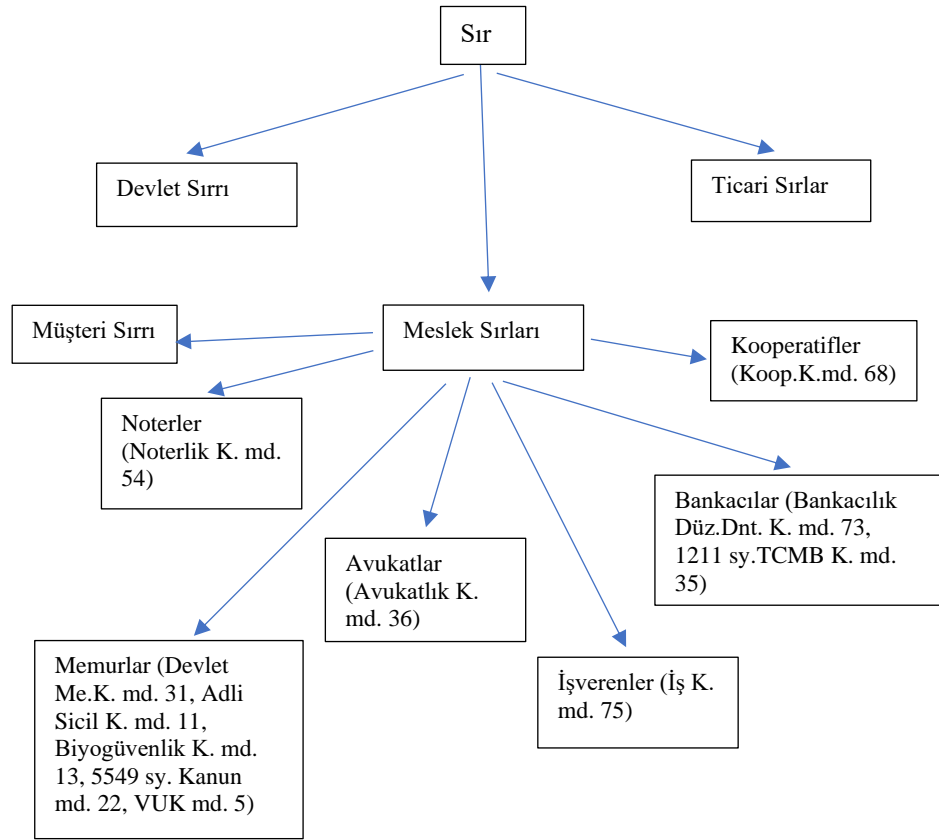 Sır
Devlet Sırrı
Ticari Sırlar
Müşteri Sırrı
Meslek Sırları
Kooperatifler
(Koop.K.md. 68)
Noterler
(Noterlik K. md.
54)
Bankacılar (Bankacılık
Düz.Dnt. K. md. 73,
1211 sy.TCMB K. md.
35)
Avukatlar
(Avukatlık K.
md. 36)
Memurlar (Devlet
Me.K. md. 31, Adli
Sicil K. md. 11,
Biyogüvenlik K. md.
13, 5549 sy. Kanun
md. 22, VUK md. 5)
İşverenler (İş K.
md. 75)